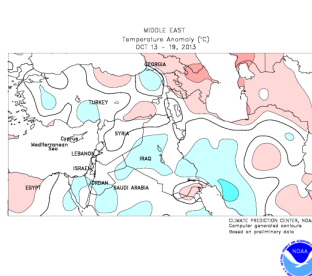 MIDDLE EAST
Temperature Anomaly (°C)
OCT 13 - 19, 2013
GEORGIA
TURKEY
Cyprus
SYRIA
Mediterranean
Sea
LEBANON
IRAQ
ISRAEL
JORDAN
EGYPT
SAUDI ARABIA
CLIMATE PREDICTION CENTER, NOAA
Computer generated contours
Based on preliminary data
NOAA